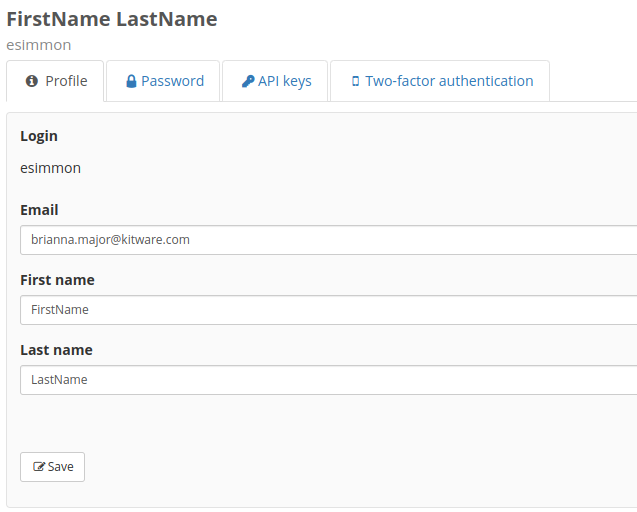 FirstName LastName
esimmon
Profile Password API keys Two-factor authentication
Login
esimmon
Email
brianna.major@kitware.com
First name
FirstName
Last name
LastName
Save